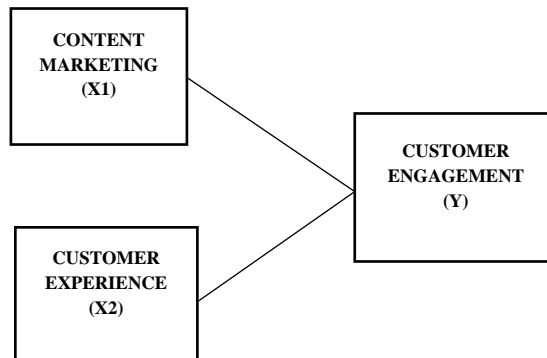 CONTENT
MARKETING
(X1)
CUSTOMER
ENGAGEMENT
(Y)
CUSTOMER
EXPERIENCE
(X2)